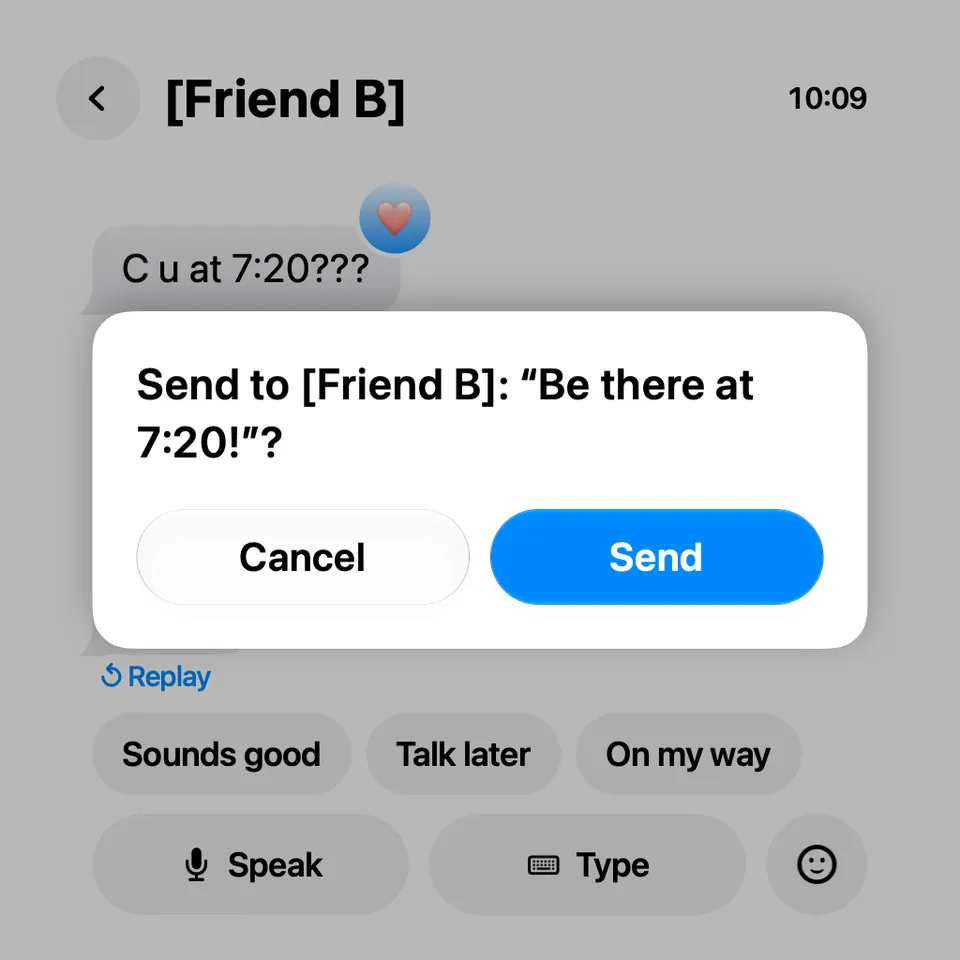 [Friend B]
10:09
C u at 7:20???
Send to [Friend B]: “Be there at
7:20!”?
Cancel
Send
Replay
Sounds good
Talk later
On my way
Speak
Type